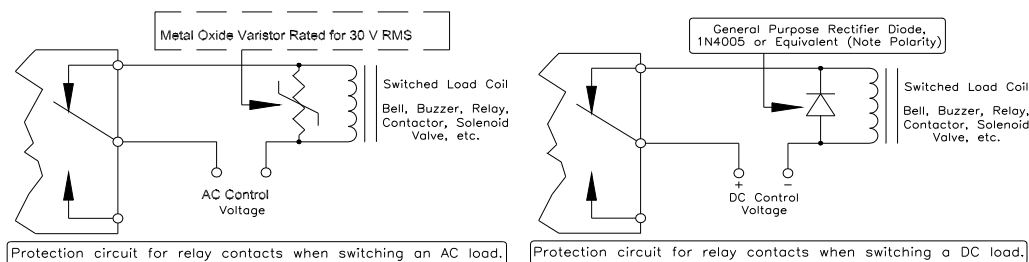 Metal Oxide Varistor Rated for 30 V RMS
Switched Load Coil
Bell, Buzzer, Relay,
Contactor, Solenoid
Valve, etc.
AC Control
Voltage
Protection circuit for relay contacts when switching an AC load.
General Purpose Rectifier Diode,
1N4005 or Equivalent (Note Polarity)
Switched Load Coil
Bell, Buzzer, Relay,
Contactor, Solenoid
Valve, etc.
+ −
DC Control
Voltage
Protection circuit for relay contacts when switching a DC load.